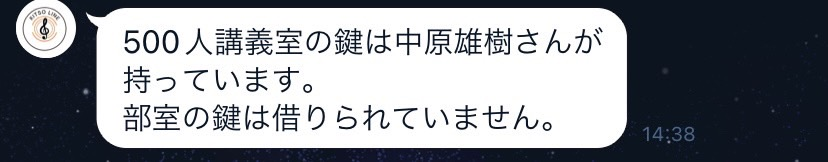 KITSO LINE
500人講義室の鍵は中原雄樹さんが
持っています。
部室の鍵は借りられていません。
14:38